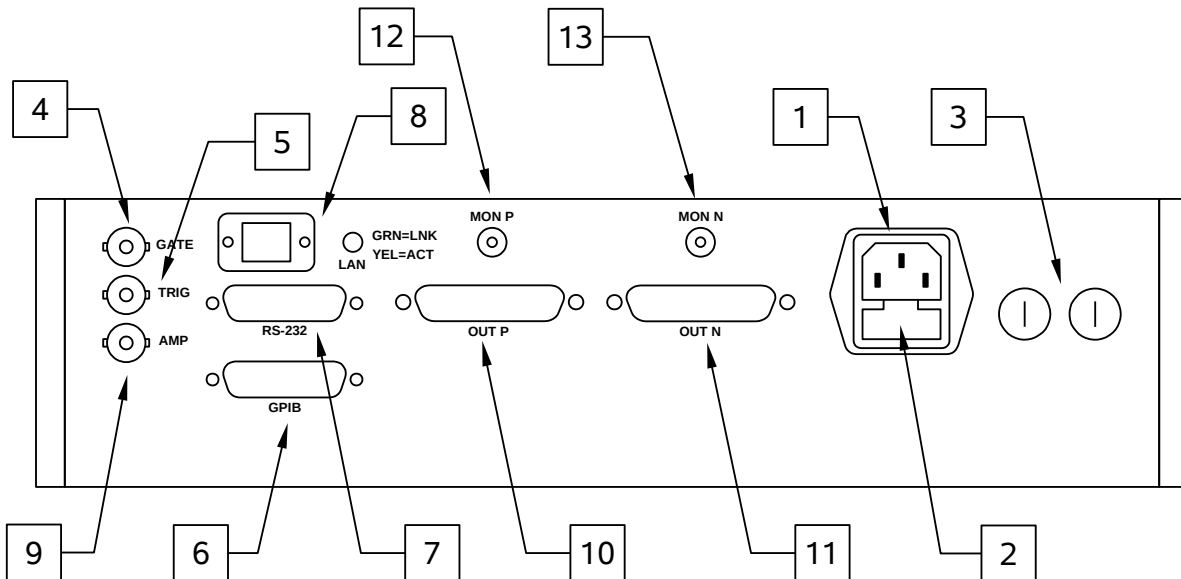 12
13
4
5
8
1
3
MON P
MON N
GATE
GRN=LNK
YEL=ACT
LAN
TRIG
RS-232
OUT P
OUT N
AMP
GPIB
9
6
7
10
11
2